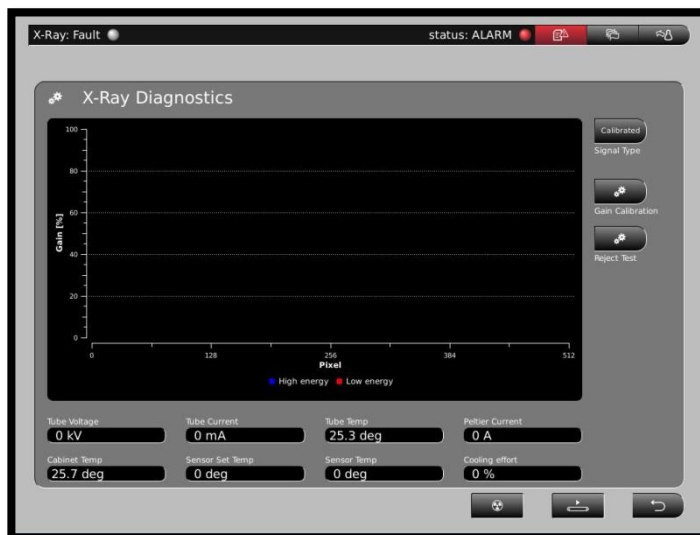 X-Ray: Fault
status: ALARM
X-Ray Diagnostics
100
80
60
40
20
0
Gain [%]
0 128 256 384 512
Pixel
High energy Low energy
Calibrated
Signal Type
Gain Calibration
Reject Test
Tube Voltage Tube Current Tube Temp Peltier Current
0 kV 0 mA 25.3 deg 0 A
Cabinet Temp Sensor Set Temp Sensor Temp Cooling effort
25.7 deg 0 deg 0 deg 0 %